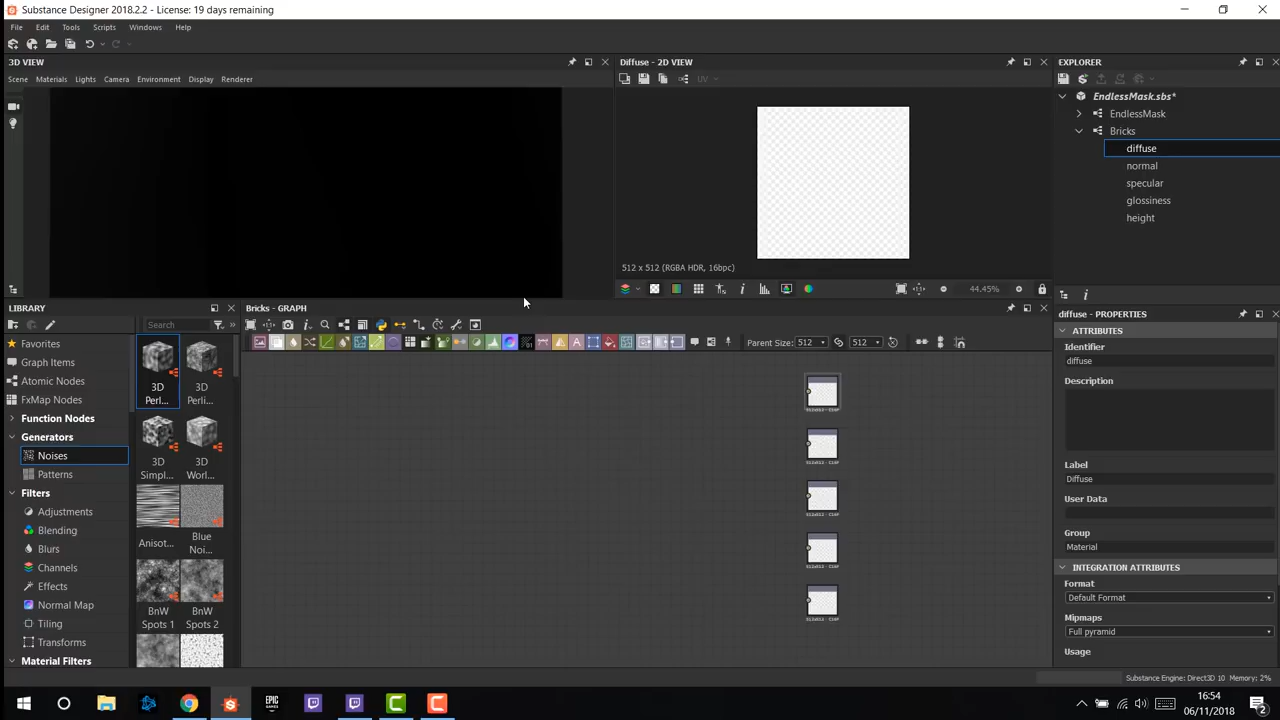 Substance Designer 2018.2.2 - License: 19 days remaining
File Edit Tools Scripts Windows Help
3D VIEW
Scene Materials Lights Camera Environment Display Renderer
Diffuse - 2D VIEW
UV
512 x 512 (RGBA HDR, 16bpc)
44.45%
EXPLORER
EndlessMask.sbs*
EndlessMask
Bricks
diffuse
normal
specular
glossiness
height
LIBRARY
Search
Favorites
Graph Items
Atomic Nodes
FxMap Nodes
Function Nodes
Generators
Noises
Patterns
Filters
Adjustments
Blending
Blurs
Channels
Effects
Normal Map
Tiling
Transforms
Material Filters
3D
Perl...
3D
Perli...
3D
Simpl...
3D
Worl...
Anisot...
Blue
Noi...
BnW
Spots 1
BnW
Spots 2
Bricks - GRAPH
Parent Size: 512 512
diffuse - PROPERTIES
ATTRIBUTES
Identifier
diffuse
Description
Label
Diffuse
User Data
Group
Material
INTEGRATION ATTRIBUTES
Format
Default Format
Mipmaps
Full pyramid
Usage
Substance Engine: Direct3D 10 Memory: 2%
EPIC
GAMES
16:54
06/11/2018
2